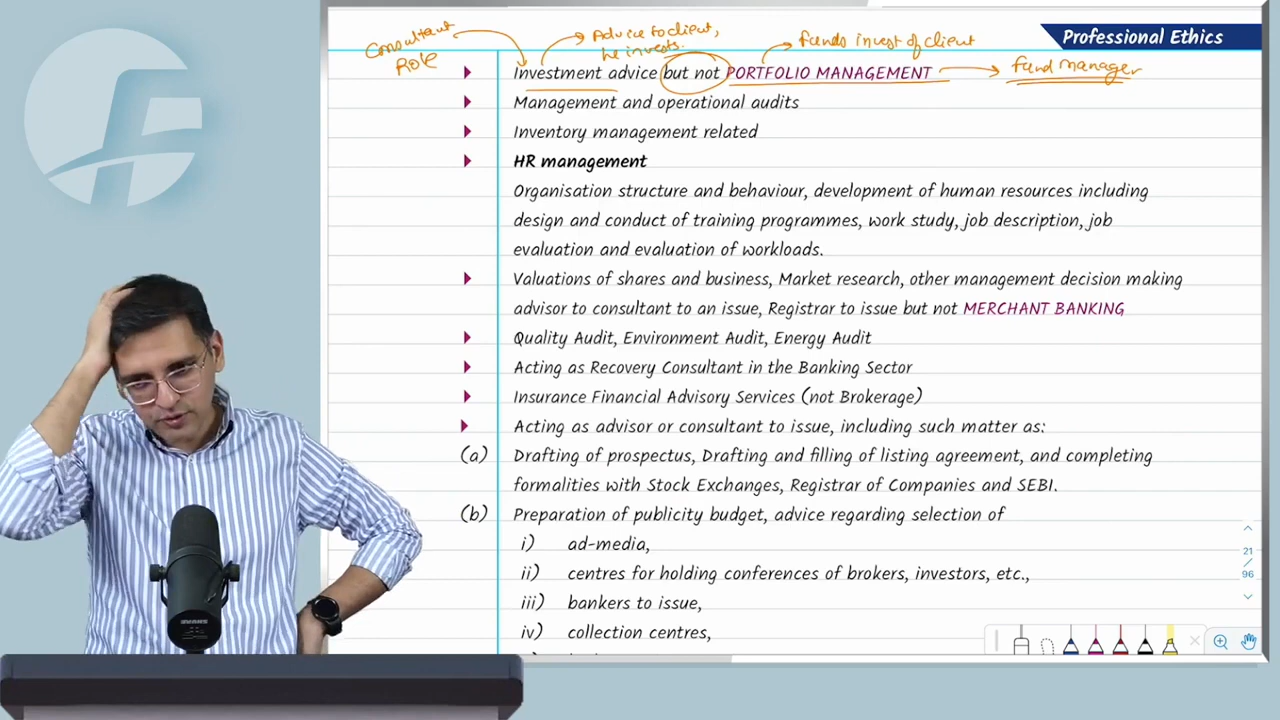 Professional Ethics
Consultant Role
Advice to client, he invests.
funds invest of client
fund manager
Investment advice but not PORTFOLIO MANAGEMENT
Management and operational audits
Inventory management related
HR management
Organisation structure and behaviour, development of human resources including
design and conduct of training programmes, work study, job description, job
evaluation and evaluation of workloads.
Valuations of shares and business, Market research, other management decision making
advisor to consultant to an issue, Registrar to issue but not MERCHANT BANKING
Quality Audit, Environment Audit, Energy Audit
Acting as Recovery Consultant in the Banking Sector
Insurance Financial Advisory Services (not Brokerage)
Acting as advisor or consultant to issue, including such matter as:
(a) Drafting of prospectus, Drafting and filling of listing agreement, and completing
formalities with Stock Exchanges, Registrar of Companies and SEBI.
(b) Preparation of publicity budget, advice regarding selection of
i) ad-media,
ii) centres for holding conferences of brokers, investors, etc.,
iii) bankers to issue,
iv) collection centres,
21
/
96